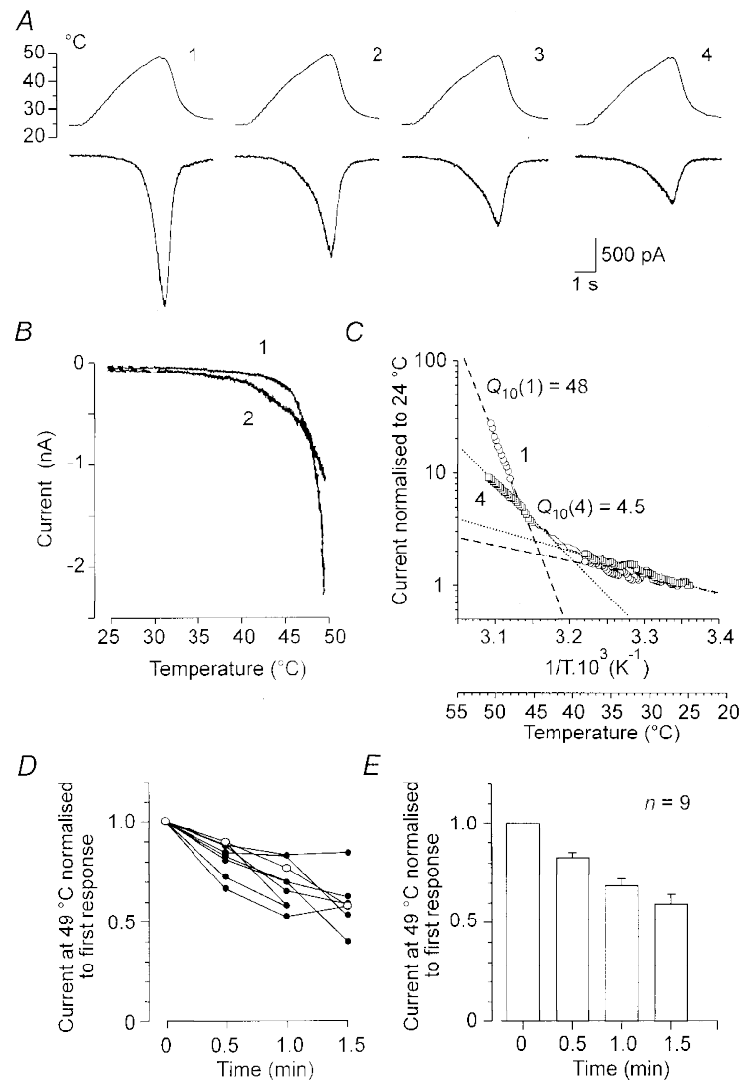 A
°C
50
40
30
20
1
2
3
4
500 pA
1 s
B
0
−1
−2
Current (nA)
1
2
25 30 35 40 45 50
Temperature (°C)
C
100
10
1
Current normalised to 24 °C
Q10(1) = 48
1
4
Q10(4) = 4.5
3.1 3.2 3.3 3.4
1/T.10³(K⁻¹)
55 50 45 40 35 30 25 20
Temperature (°C)
D
1.0
0.5
0
Current at 49 °C normalised
to first response
0 0.5 1.0 1.5
Time (min)
E
n = 9
1.0
0.5
0
Current at 49 °C normalised
to first response
0 0.5 1.0 1.5
Time (min)